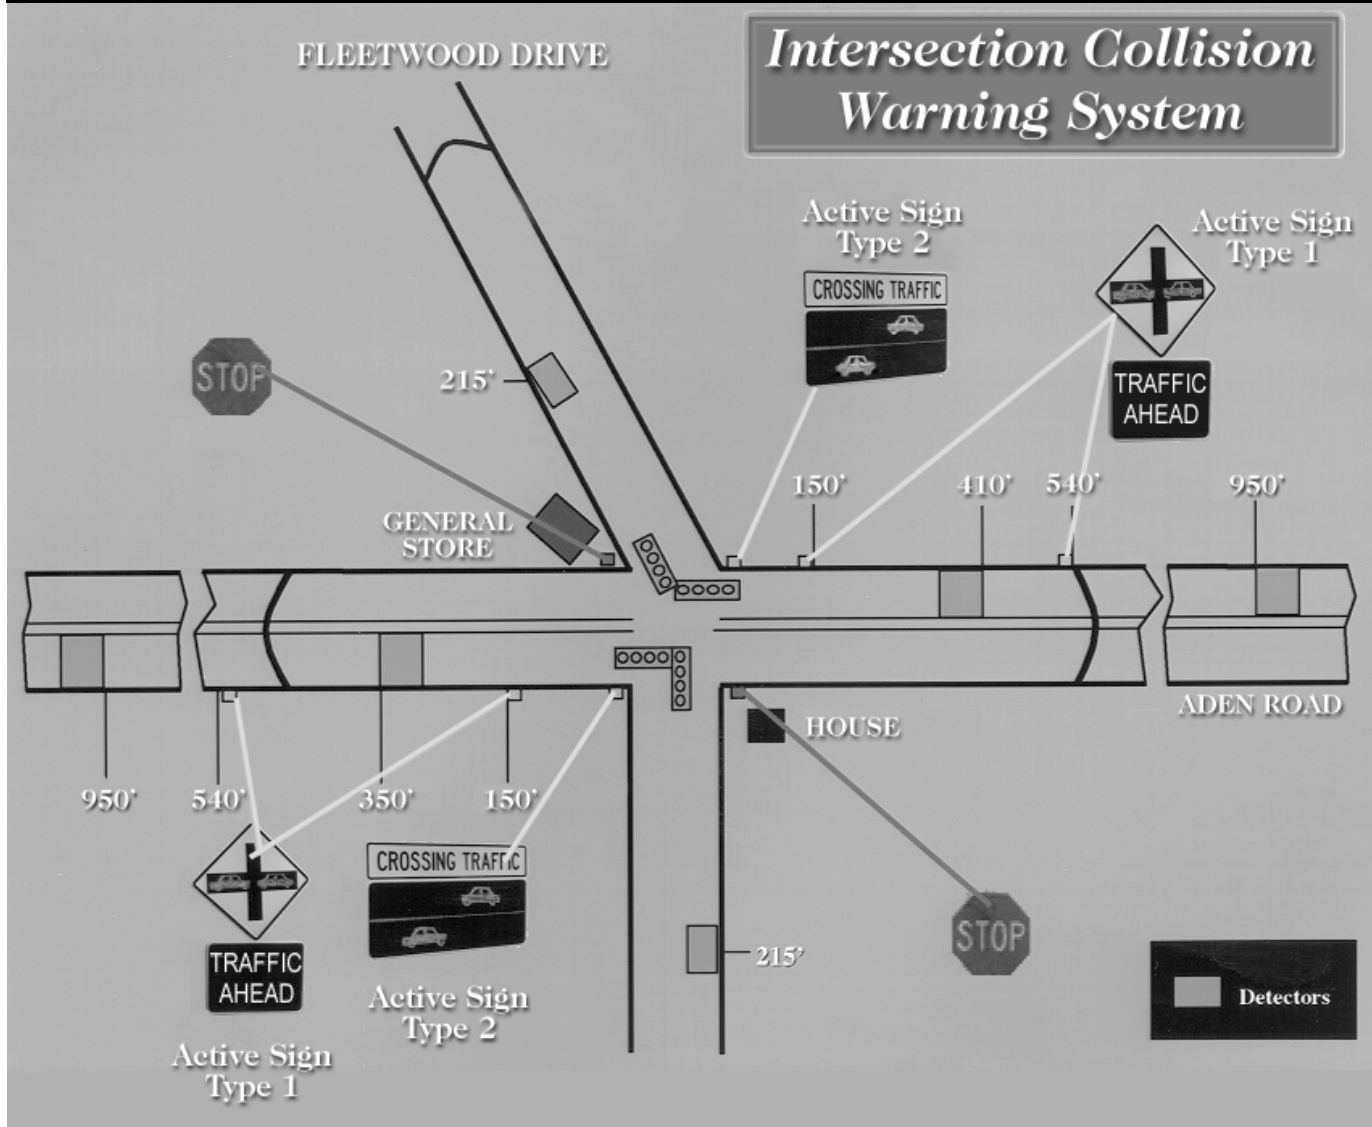 FLEETWOOD DRIVE
Intersection Collision
Warning System
Active Sign
Type 2
Active Sign
Type 1
CROSSING TRAFFIC
STOP
215'
TRAFFIC
AHEAD
150'
410'
540'
950'
GENERAL
STORE
ADEN ROAD
HOUSE
950'
540'
350'
150'
CROSSING TRAFFIC
STOP
215'
TRAFFIC
AHEAD
Active Sign
Type 2
Detectors
Active Sign
Type 1